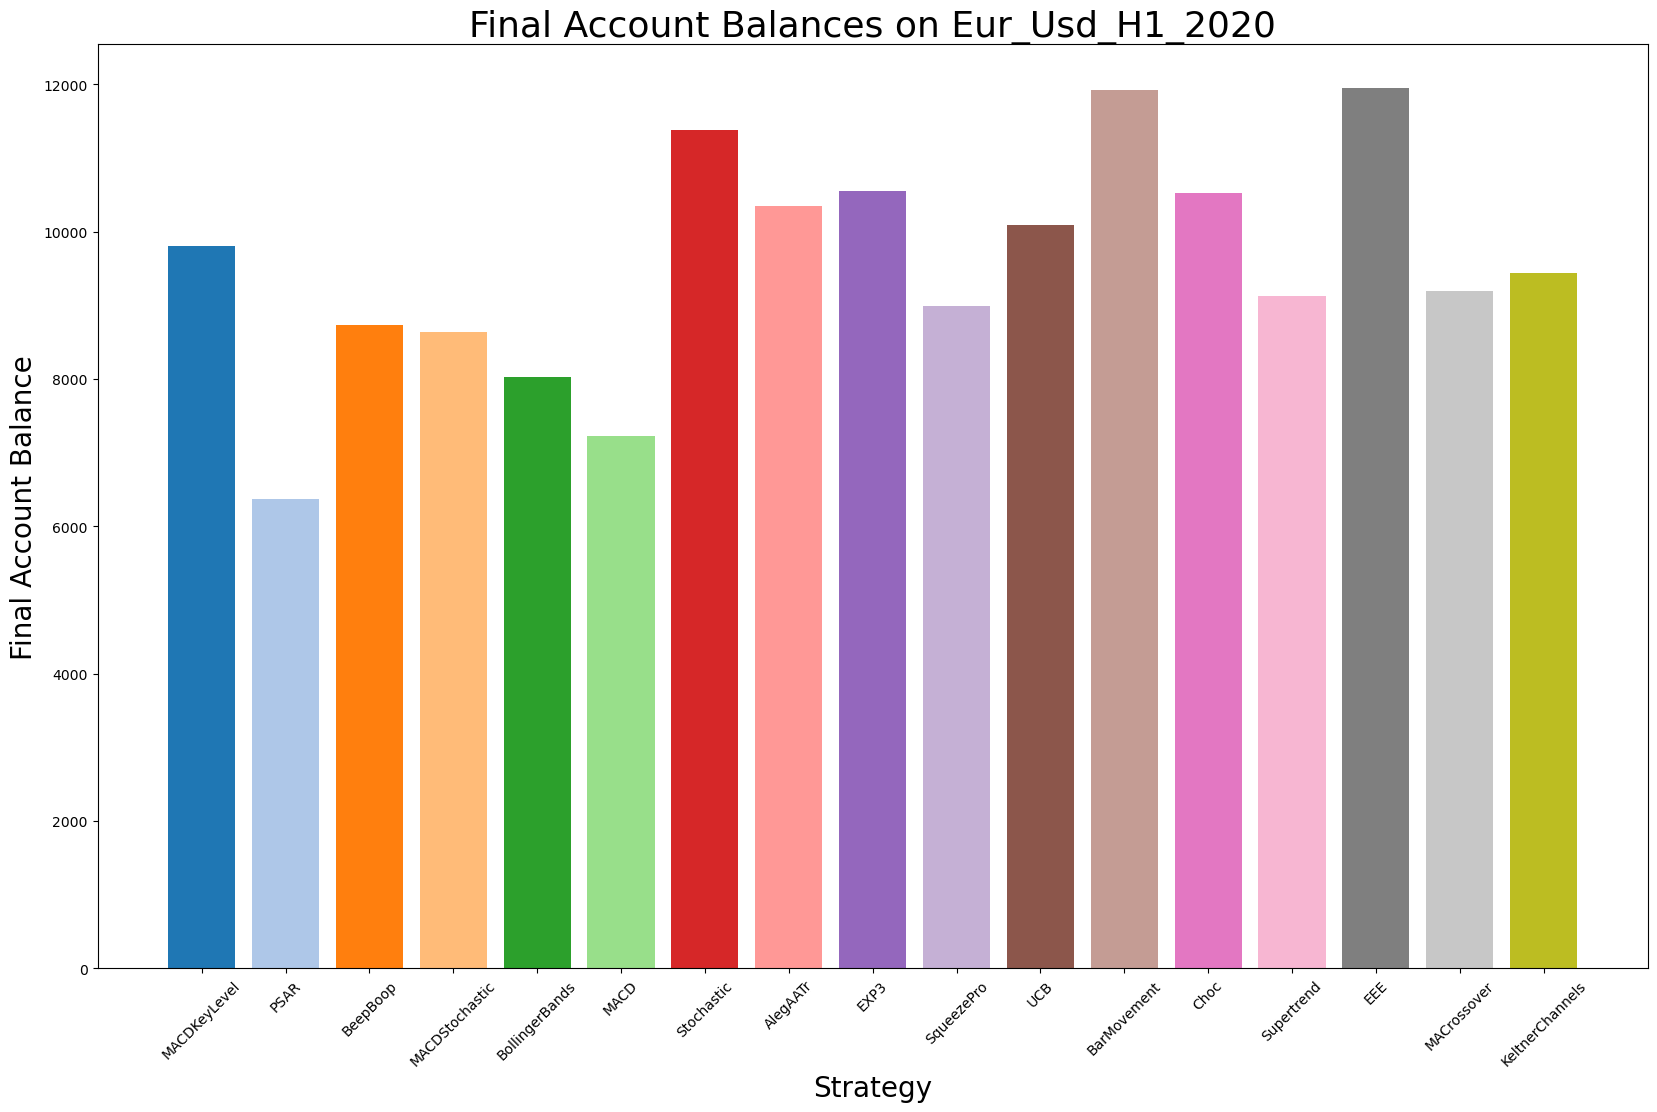 Final Account Balances on Eur_Usd_H1_2020
Final Account Balance
12000
10000
8000
6000
4000
2000
0
MACDKeyLevel
PSAR
BeepBoop
MACDStochastic
BollingerBands
MACD
Stochastic
AlegAATr
EXP3
SqueezePro
UCB
BarMovement
Choc
Supertrend
EEE
MACrossover
KeltnerChannels
Strategy